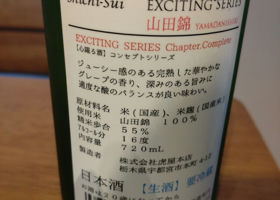 Shichi-Sui
EXCITING SERIES
山田錦 YAMADANISHIKI
EXCITING SERIES Chapter.Complete
【心躍る酒】コンセプトシリーズ
ジューシー感のある完熟した華やかな
グレープの香り、深みのある旨みに
適度な酸のバランスが良い味わい。
原材料名 米(国産)、米麹(国産米)
使用米 山田錦 100%
精米歩合 55%
アルコール分 16度
内容量 720mL
製造者 株式会社虎屋本店
栃木県宇都宮市本町4-12
日本酒 【生酒】要冷蔵